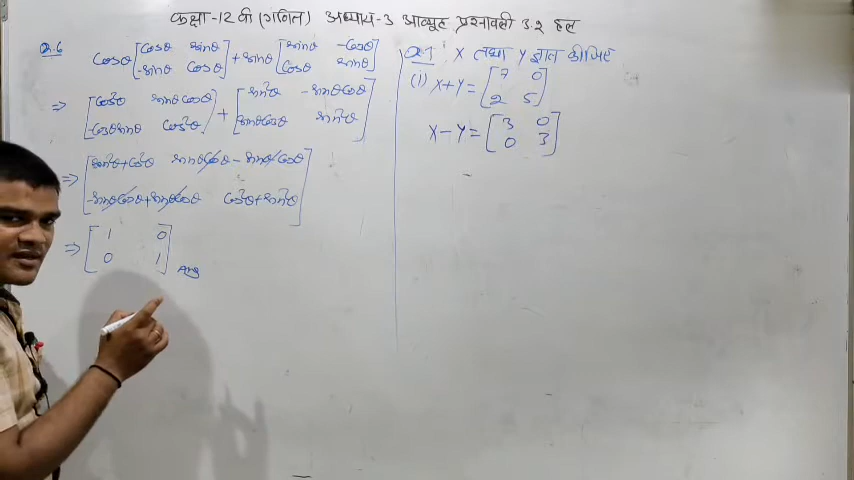 कक्षा-12 वी (गणित) अध्याय-3 आव्यूह प्रश्नावली 3.2 हल
Q.6 cosθ [cosθ sinθ -sinθ cosθ] + sinθ [sinθ -cosθ cosθ sinθ]
⇒ [cos²θ sinθcosθ -cosθsinθ cos²θ] + [sin²θ -sinθcosθ sinθcosθ sin²θ]
⇒ [sin²θ+cos²θ sinθcosθ-sinθcosθ -sinθcosθ+sinθcosθ cos²θ+sin²θ]
⇒ [1 0 0 1] Ans
Q.7 X तथा Y ज्ञात कीजिए
(i) X+Y = [7 0 2 5]
X-Y = [3 0 0 3]